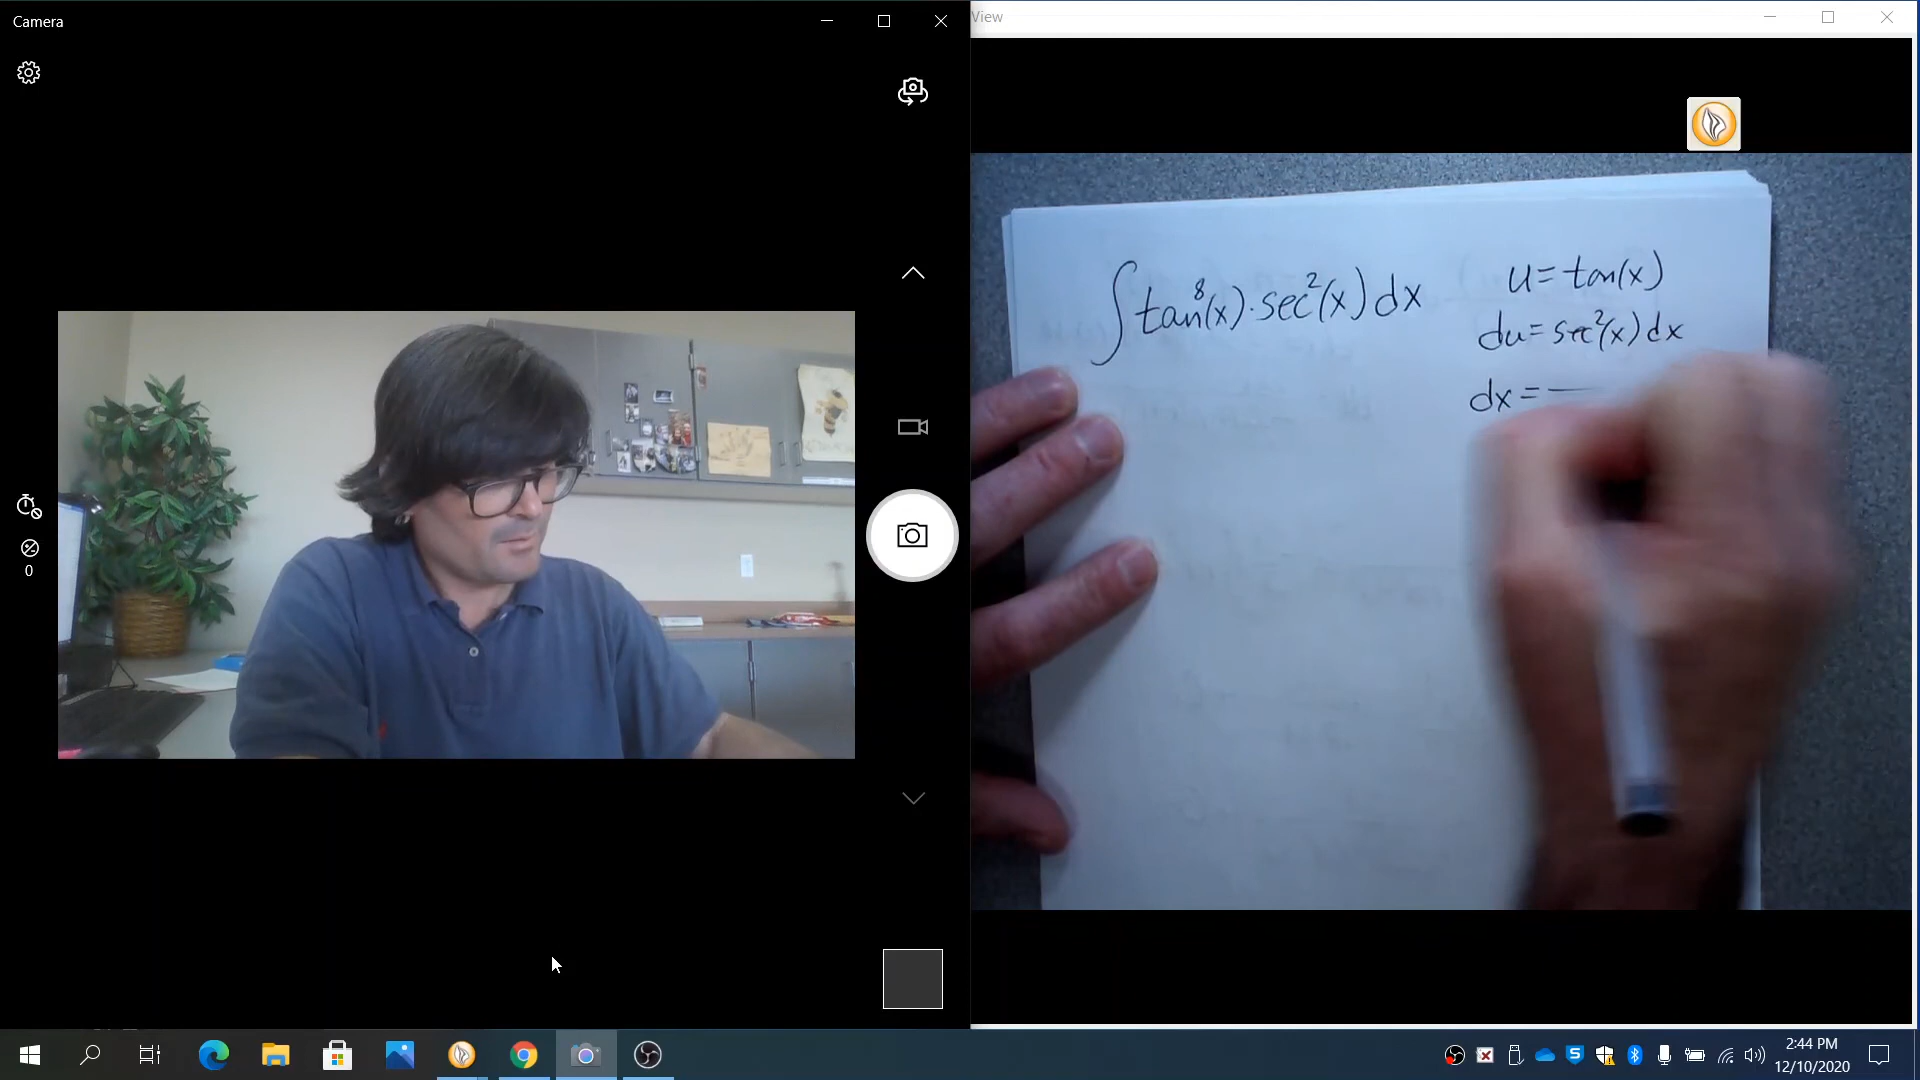 Camera
View
∫tan⁸(x)·sec²(x)dx
u=tan(x)
du=sec²(x)dx
dx=
0
2:44 PM
12/10/2020